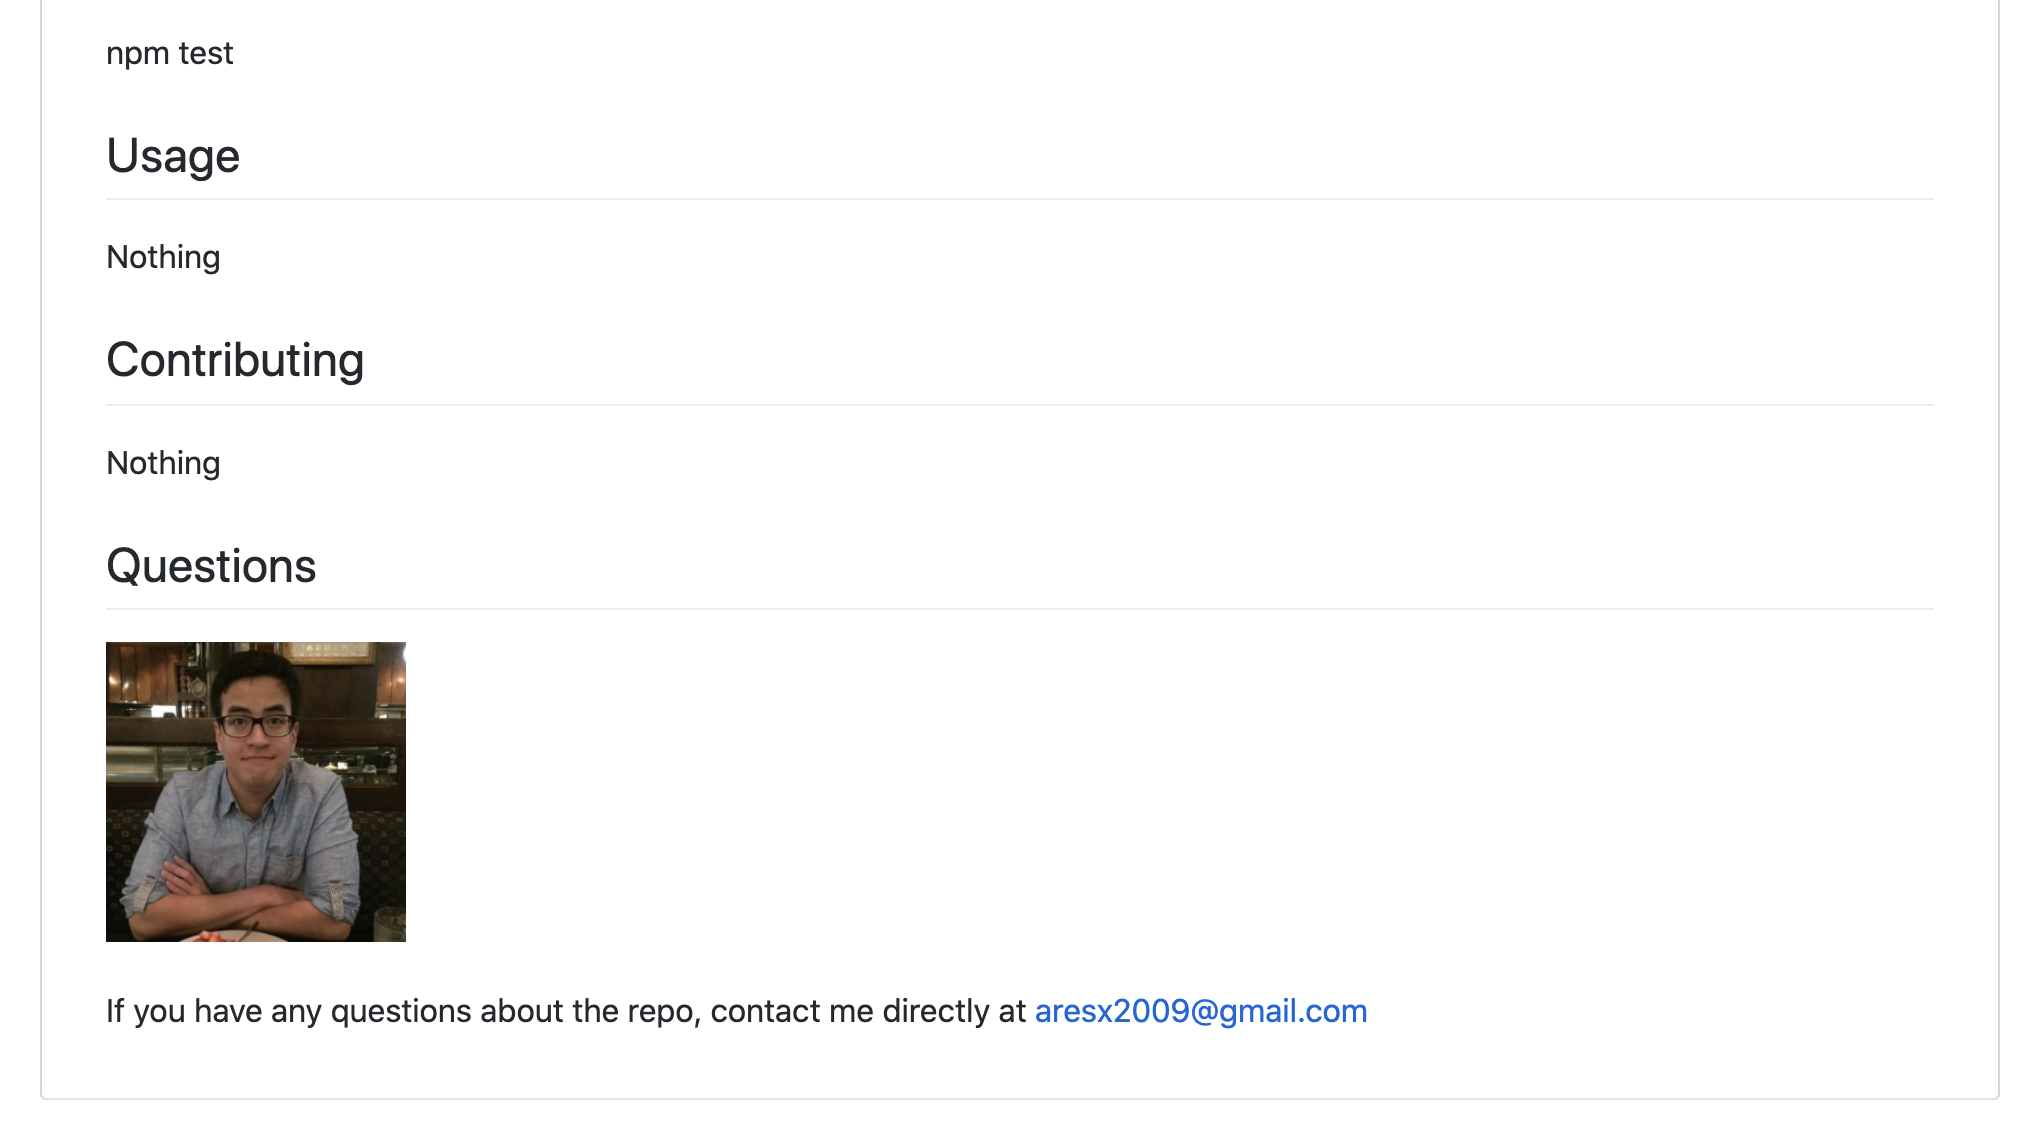 npm test
Usage
Nothing
Contributing
Nothing
Questions
If you have any questions about the repo, contact me directly at aresx2009@gmail.com